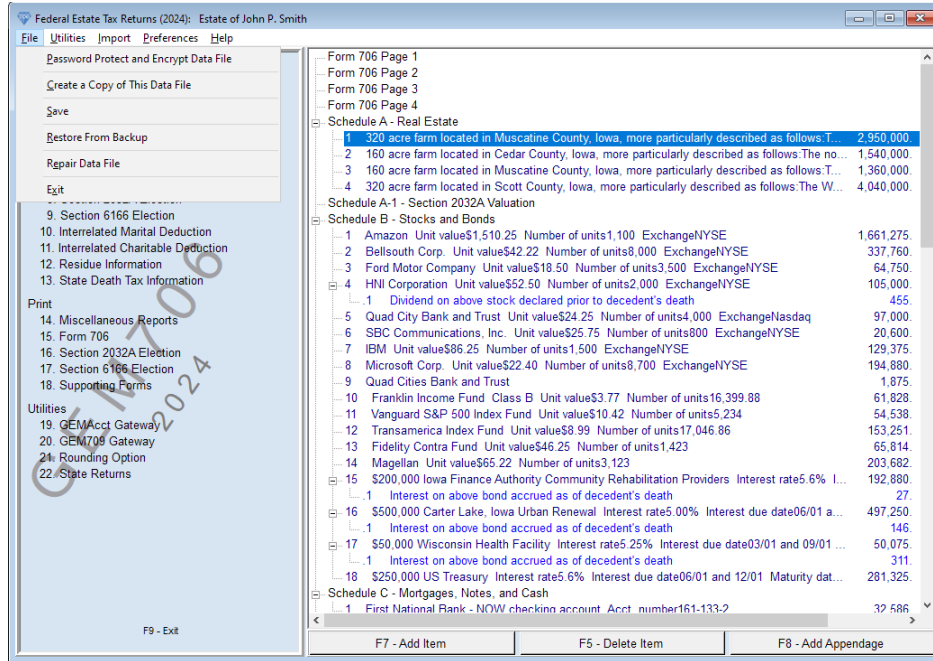 Federal Estate Tax Returns (2024): Estate of John P. Smith
File Utilities Import Preferences Help
Password Protect and Encrypt Data File
Create a Copy of This Data File
Save
Restore From Backup
Repair Data File
Exit
9. Section 6166 Election
10. Interrelated Marital Deduction
11. Interrelated Charitable Deduction
12. Residue Information
13. State Death Tax Information
Print
14. Miscellaneous Reports
15. Form 706
16. Section 2032A Election
17. Section 6166 Election
18. Supporting Forms
Utilities
19. GEMAcct Gateway
20. GEM709 Gateway
21. Rounding Option
22. State Returns
GEM706
2024
F9 - Exit
Form 706 Page 1
Form 706 Page 2
Form 706 Page 3
Form 706 Page 4
Schedule A - Real Estate
1 320 acre farm located in Muscatine County, Iowa, more particularly described as follows:T... 2,950,000.
2 160 acre farm located in Cedar County, Iowa, more particularly described as follows:The no... 1,540,000.
3 160 acre farm located in Muscatine County, Iowa, more particularly described as follows:T... 1,360,000.
4 320 acre farm located in Scott County, Iowa, more particularly described as follows:The W... 4,040,000.
Schedule A-1 - Section 2032A Valuation
Schedule B - Stocks and Bonds
1 Amazon Unit value$1,510.25 Number of units1,100 ExchangeNYSE 1,661,275.
2 Bellsouth Corp. Unit value$42.22 Number of units8,000 ExchangeNYSE 337,760.
3 Ford Motor Company Unit value$18.50 Number of units3,500 ExchangeNYSE 64,750.
4 HNI Corporation Unit value$52.50 Number of units2,000 ExchangeNYSE 105,000.
.1 Dividend on above stock declared prior to decedent's death 455.
5 Quad City Bank and Trust Unit value$24.25 Number of units4,000 ExchangeNasdaq 97,000.
6 SBC Communications, Inc. Unit value$25.75 Number of units800 ExchangeNYSE 20,600.
7 IBM Unit value$86.25 Number of units1,500 ExchangeNYSE 129,375.
8 Microsoft Corp. Unit value$22.40 Number of units8,700 ExchangeNYSE 194,880.
9 Quad Cities Bank and Trust 1,875.
10 Franklin Income Fund Class B Unit value$3.77 Number of units16,399.88 61,828.
11 Vanguard S&P 500 Index Fund Unit value$10.42 Number of units5,234 54,538.
12 Transamerica Index Fund Unit value$8.99 Number of units17,046.86 153,251.
13 Fidelity Contra Fund Unit value$46.25 Number of units1,423 65,814.
14 Magellan Unit value$65.22 Number of units3,123 203,682.
15 $200,000 Iowa Finance Authority Community Rehabilitation Providers Interest rate5.6% I... 192,880.
.1 Interest on above bond accrued as of decedent's death 27.
16 $500,000 Carter Lake, Iowa Urban Renewal Interest rate5.00% Interest due date06/01 a... 497,250.
.1 Interest on above bond accrued as of decedent's death 146.
17 $50,000 Wisconsin Health Facility Interest rate5.25% Interest due date03/01 and 09/01 ... 50,075.
.1 Interest on above bond accrued as of decedent's death 311.
18 $250,000 US Treasury Interest rate5.6% Interest due date06/01 and 12/01 Maturity dat... 281,325.
Schedule C - Mortgages, Notes, and Cash
1 First National Bank - NOW checking account Acct. number161-133-2 32,586.
F7 - Add Item F5 - Delete Item F8 - Add Appendage